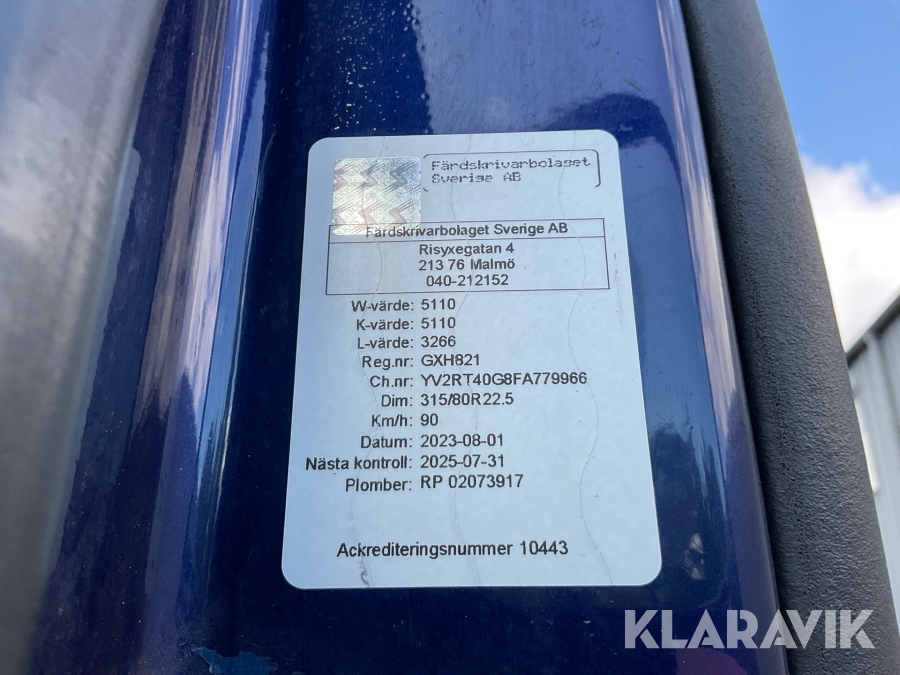 Färdskrivarbolaget
Sverige AB
Färdskrivarbolaget Sverige AB
Risyxegatan 4
213 76 Malmö
040-212152
W-värde: 5110
K-värde: 5110
L-värde: 3266
Reg.nr: GXH821
Ch.nr: YV2RT40G8FA779966
Dim: 315/80R22.5
Km/h: 90
Datum: 2023-08-01
Nästa kontroll: 2025-07-31
Plomber: RP 02073917
Ackrediteringsnummer 10443
KLARAVIK